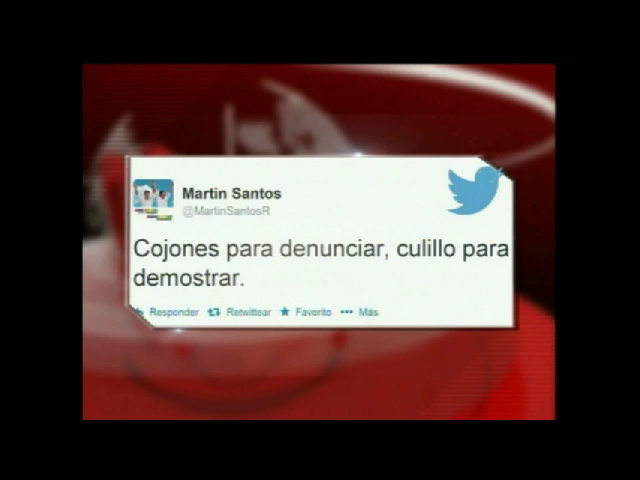 Martin Santos
@MartinSantosR
Cojones para denunciar, culillo para
demostrar.
Responder Retwittear Favorito Más